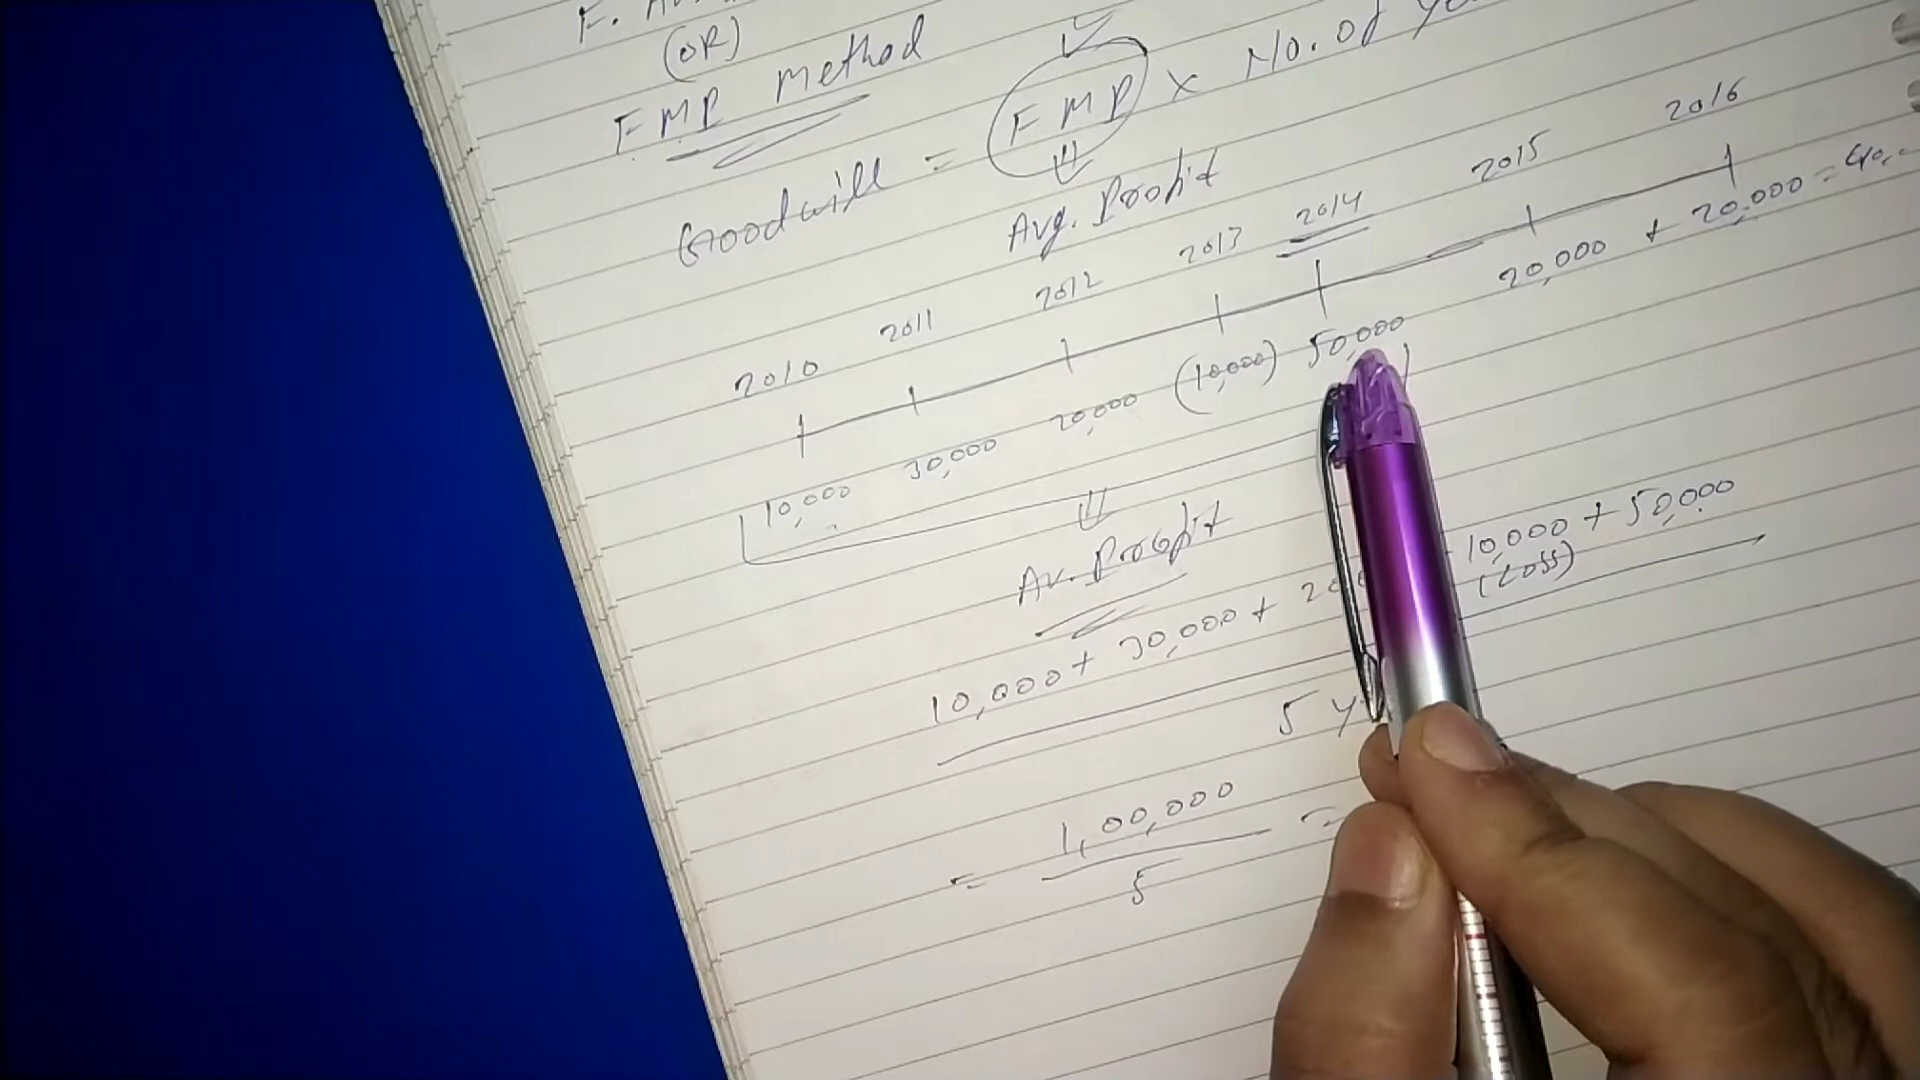 (OR)
FMP Method
Goodwill = FMP × No. of
Avg. Profit
2010 2011 2012 2013 2014 2015 2016
10,000 30,000 20,000 (10,000) 50,000 20,000 + 20,000 =
Av. Profit
10,000 + 30,000 + 10,000 + 50,000
(Loss)
5
= 1,00,000 =
5